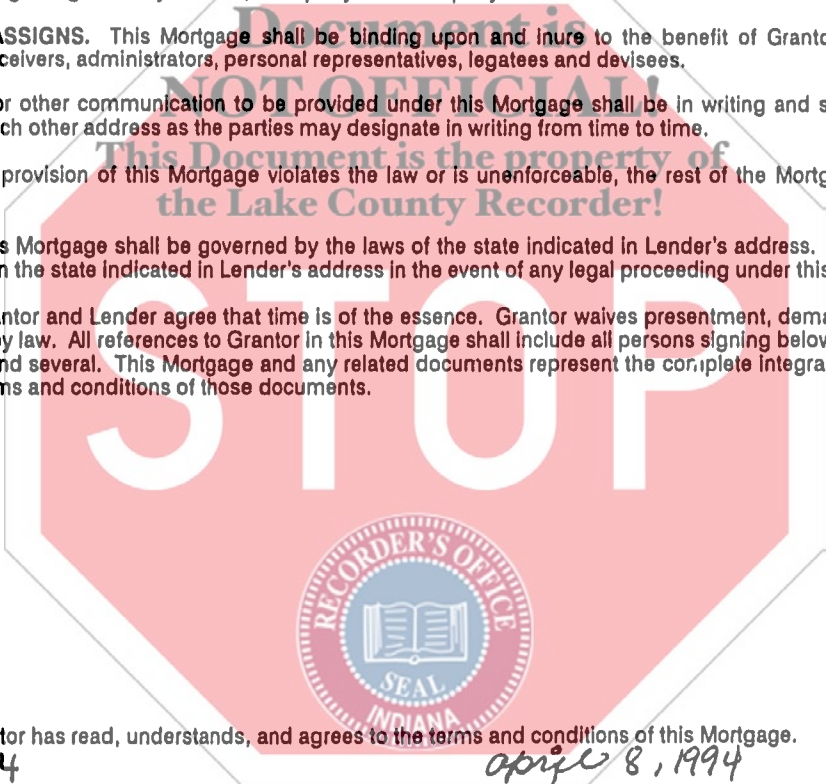 Document is
ASSIGNS. This Mortgage shall be binding upon and inure to the benefit of
ceivers, administrators, personal representatives, legatees and devisees.
NOT OFFICIAL!
or other communication to be provided under this Mortgage shall be in writing and
ch other address as the parties may designate in writing from time to time.
This Document is the property of
provision of this Mortgage violates the law or is unenforceable, the rest of the
the Lake County Recorder!
s Mortgage shall be governed by the laws of the state indicated in Lender's address.
n the state indicated in Lender's address in the event of any legal proceeding under this
STOP
ntor and Lender agree that time is of the essence. Grantor waives presentment,
y law. All references to Grantor in this Mortgage shall include all persons signing
nd several. This Mortgage and any related documents represent the complete
ms and conditions of those documents.
RECORDER'S OFFICE
SEAL
INDIANA
tor has read, understands, and agrees to the terms and conditions of this Mortgage.
4 april 8, 1994